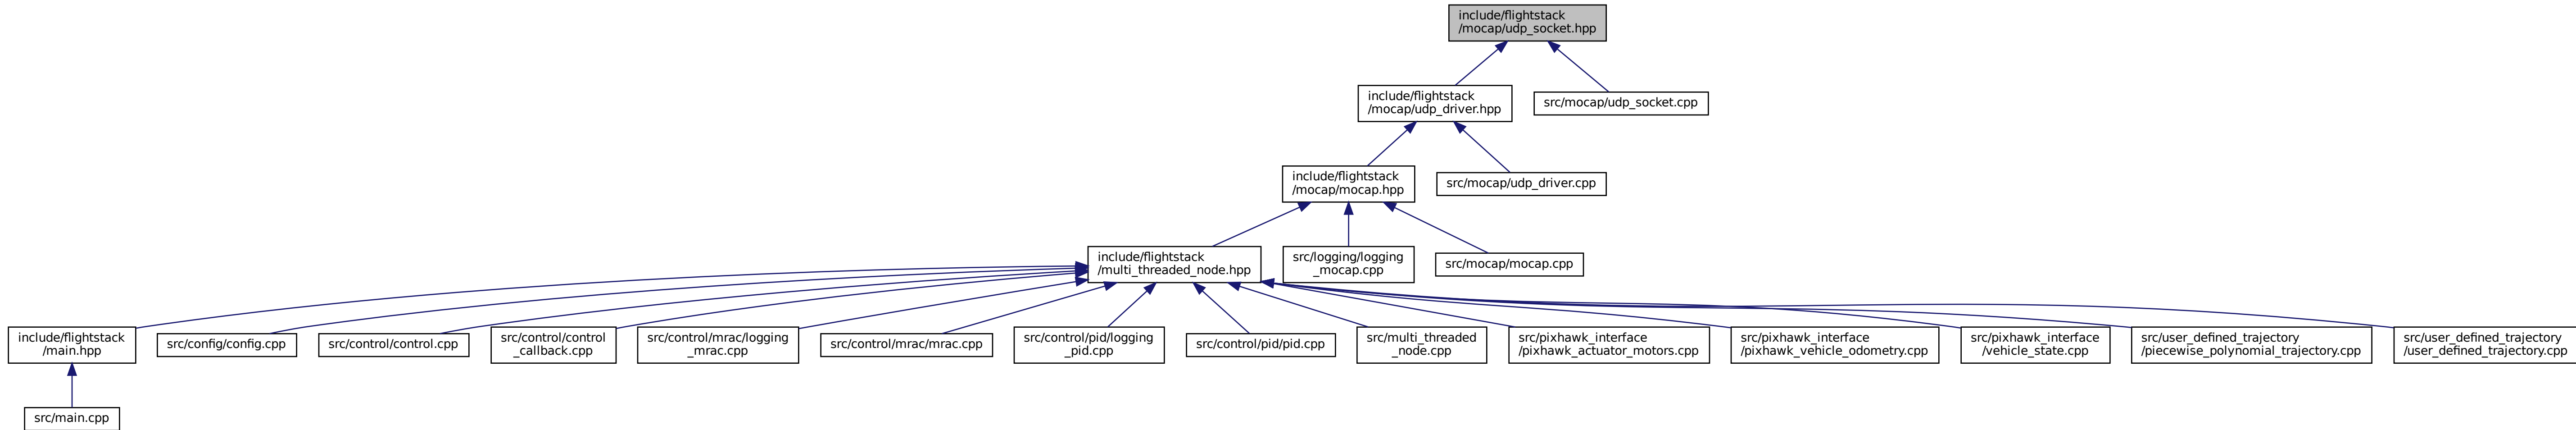 include/flightstack
/mocap/udp_socket.hpp
include/flightstack
/mocap/udp_driver.hpp
src/mocap/udp_socket.cpp
include/flightstack
/mocap/mocap.hpp
src/mocap/udp_driver.cpp
include/flightstack
/multi_threaded_node.hpp
src/logging/logging
_mocap.cpp
src/mocap/mocap.cpp
include/flightstack
/main.hpp
src/config/config.cpp
src/control/control.cpp
src/control/control
_callback.cpp
src/control/mrac/logging
_mrac.cpp
src/control/mrac/mrac.cpp
src/control/pid/logging
_pid.cpp
src/control/pid/pid.cpp
src/multi_threaded
_node.cpp
src/pixhawk_interface
/pixhawk_actuator_motors.cpp
src/pixhawk_interface
/pixhawk_vehicle_odometry.cpp
src/pixhawk_interface
/vehicle_state.cpp
src/user_defined_trajectory
/piecewise_polynomial_trajectory.cpp
src/user_defined_trajectory
/user_defined_trajectory.cpp
src/main.cpp